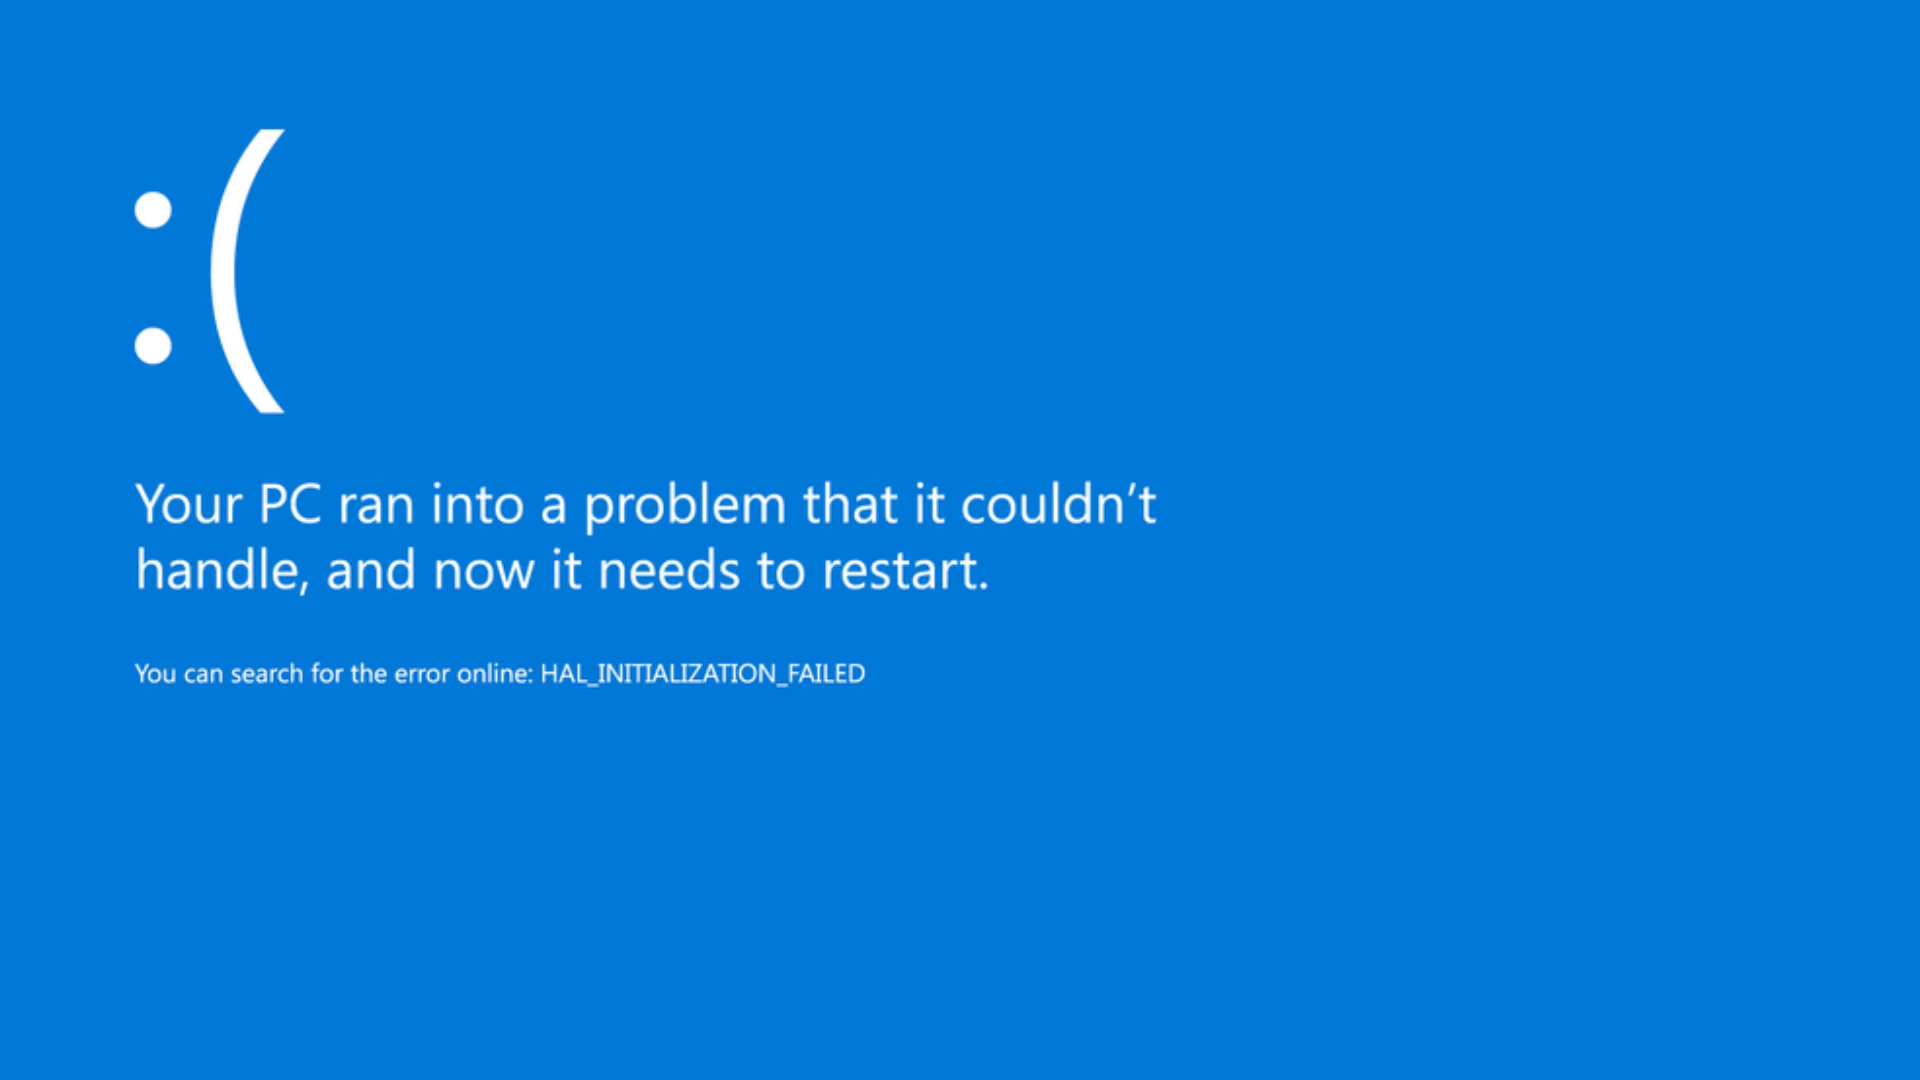 :(
Your PC ran into a problem that it couldn’t
handle, and now it needs to restart.
You can search for the error online: HAL_INITIALIZATION_FAILED